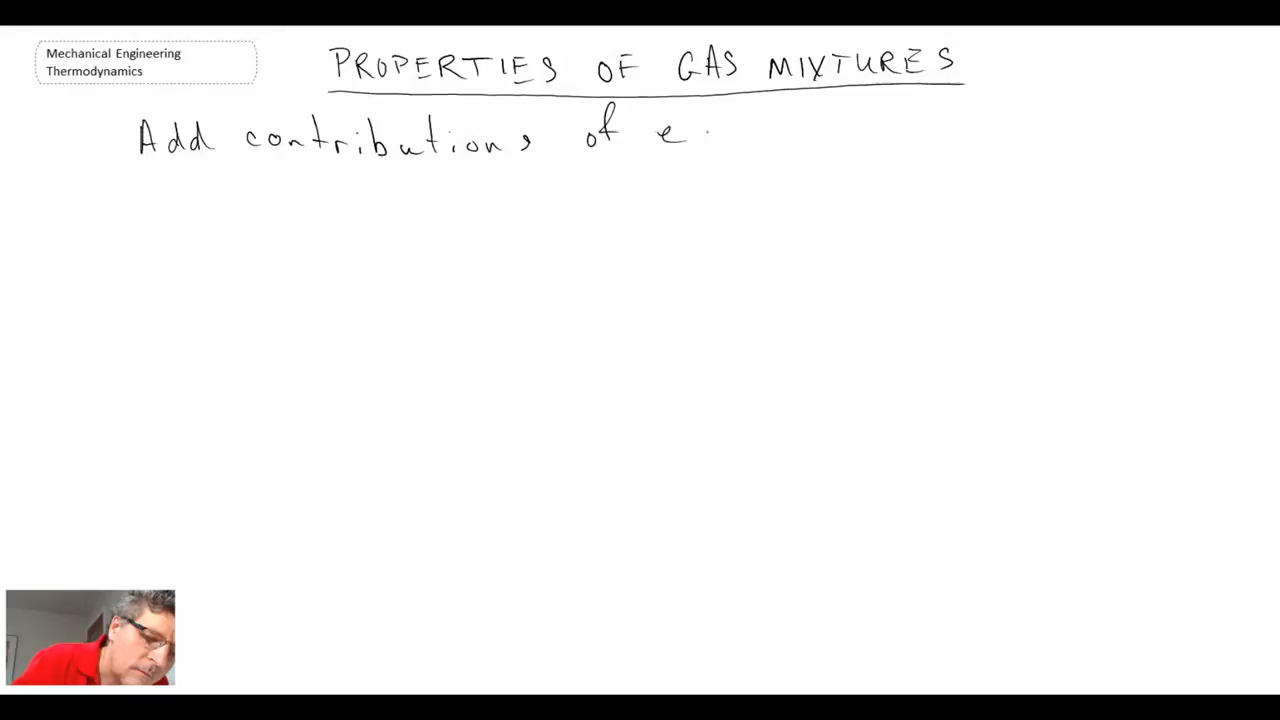 Mechanical Engineering
Thermodynamics
PROPERTIES OF GAS MIXTURES
Add contributions of e